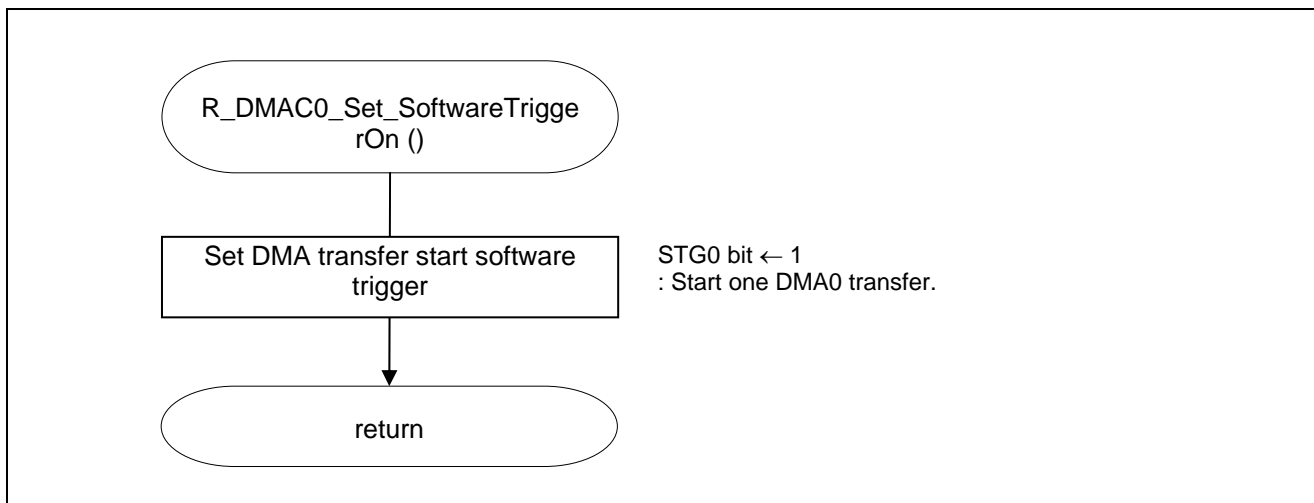 R_DMAC0_Set_SoftwareTrigge
rOn ()
Set DMA transfer start software
trigger
STG0 bit ← 1
: Start one DMA0 transfer.
return